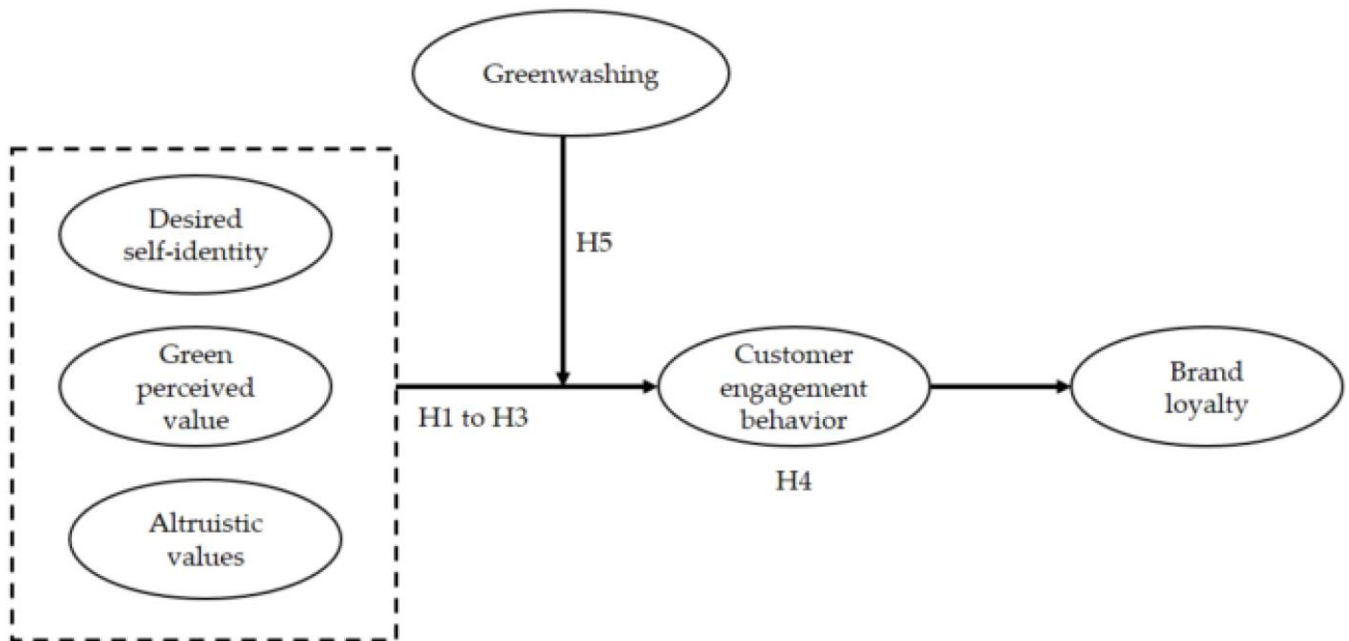 Greenwashing
Desired
self-identity
H5
Green
perceived
value
Customer
engagement
behavior
Brand
loyalty
H1 to H3
H4
Altruistic
values